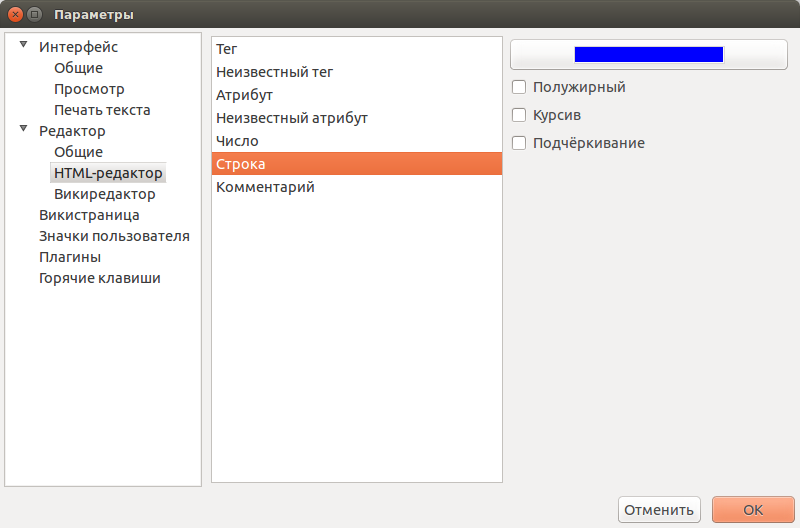 Параметры
Интерфейс
Общие
Просмотр
Печать текста
Редактор
Общие
HTML-редактор
Викиредактор
Викистраница
Значки пользователя
Плагины
Горячие клавиши
Тег
Неизвестный тег
Атрибут
Неизвестный атрибут
Число
Строка
Комментарий
Полужирный
Курсив
Подчёркивание
Отменить
OK